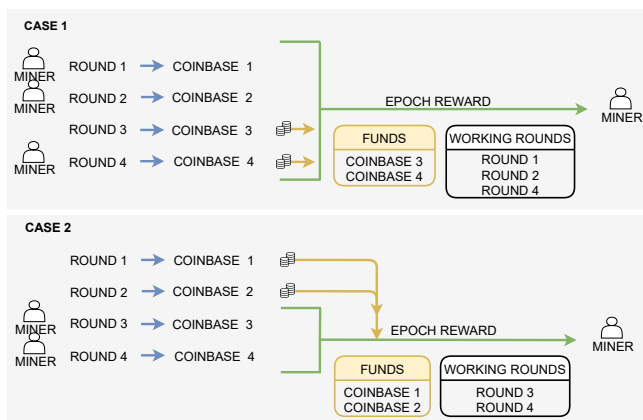 CASE 1
MINER ROUND 1 COINBASE 1
MINER ROUND 2 COINBASE 2
ROUND 3 COINBASE 3
MINER ROUND 4 COINBASE 4
EPOCH REWARD
MINER
FUNDS
COINBASE 3
COINBASE 4
WORKING ROUNDS
ROUND 1
ROUND 2
ROUND 4
CASE 2
ROUND 1 COINBASE 1
ROUND 2 COINBASE 2
MINER ROUND 3 COINBASE 3
MINER ROUND 4 COINBASE 4
EPOCH REWARD
MINER
FUNDS
COINBASE 1
COINBASE 2
WORKING ROUNDS
ROUND 3
ROUND 4